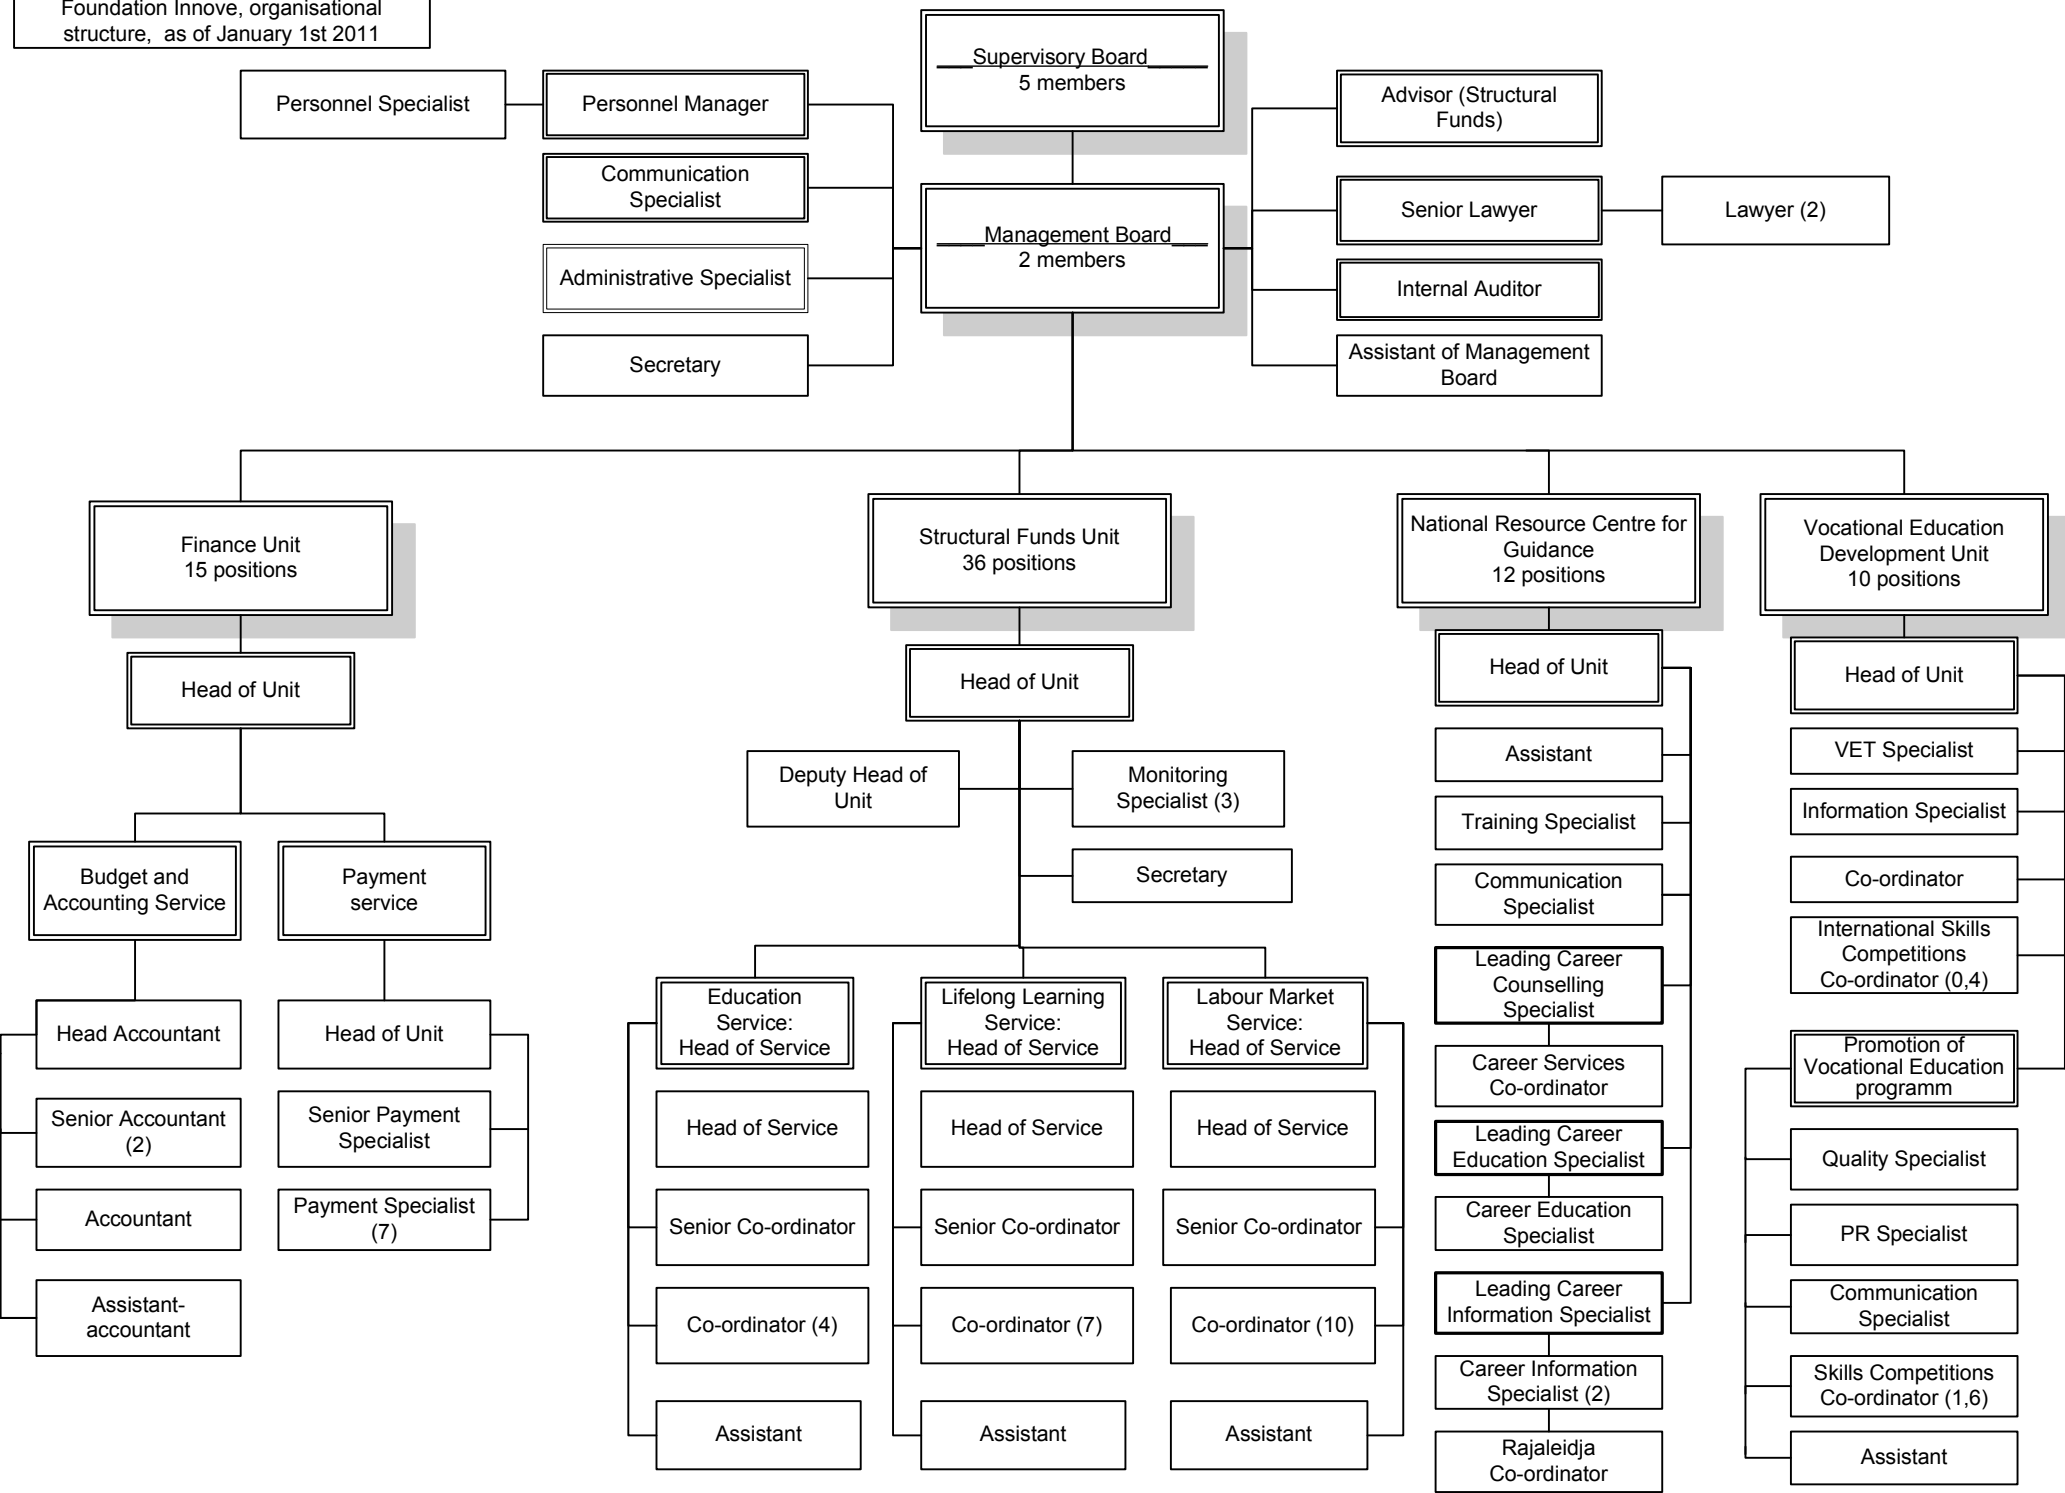 Foundation Innove, organisational
structure, as of January 1st 2011
Supervisory Board
5 members
Personnel Specialist
Personnel Manager
Communication
Specialist
Administrative Specialist
Secretary
Management Board
2 members
Advisor (Structural
Funds)
Senior Lawyer
Lawyer (2)
Internal Auditor
Assistant of Management
Board
Finance Unit
15 positions
Head of Unit
Budget and
Accounting Service
Head Accountant
Senior Accountant
(2)
Accountant
Assistant-
accountant
Payment
service
Head of Unit
Senior Payment
Specialist
Payment Specialist
(7)
Structural Funds Unit
36 positions
Head of Unit
Deputy Head of
Unit
Monitoring
Specialist (3)
Secretary
Education
Service:
Head of Service
Head of Service
Senior Co-ordinator
Co-ordinator (4)
Assistant
Lifelong Learning
Service:
Head of Service
Head of Service
Senior Co-ordinator
Co-ordinator (7)
Assistant
Labour Market
Service:
Head of Service
Head of Service
Senior Co-ordinator
Co-ordinator (10)
Assistant
National Resource Centre for
Guidance
12 positions
Head of Unit
Assistant
Training Specialist
Communication
Specialist
Leading Career
Counselling
Specialist
Career Services
Co-ordinator
Leading Career
Education Specialist
Career Education
Specialist
Leading Career
Information Specialist
Career Information
Specialist (2)
Rajaleidja
Co-ordinator
Vocational Education
Development Unit
10 positions
Head of Unit
VET Specialist
Information Specialist
Co-ordinator
International Skills
Competitions
Co-ordinator (0,4)
Promotion of
Vocational Education
programm
Quality Specialist
PR Specialist
Communication
Specialist
Skills Competitions
Co-ordinator (1,6)
Assistant